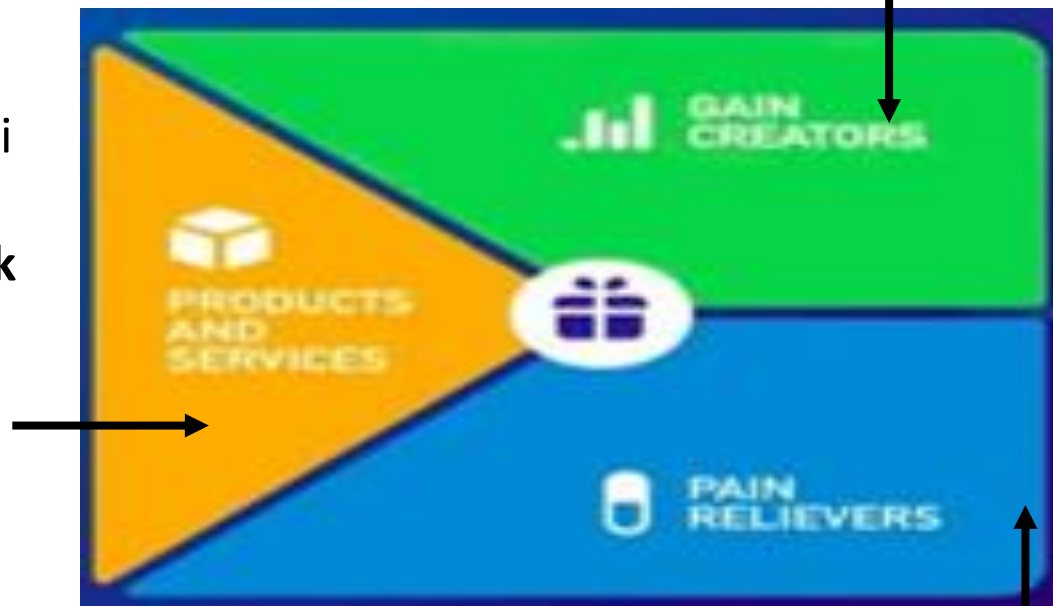 GAIN
CREATORS
i
k
PRODUCTS
AND
SERVICES
PAIN
RELIEVERS